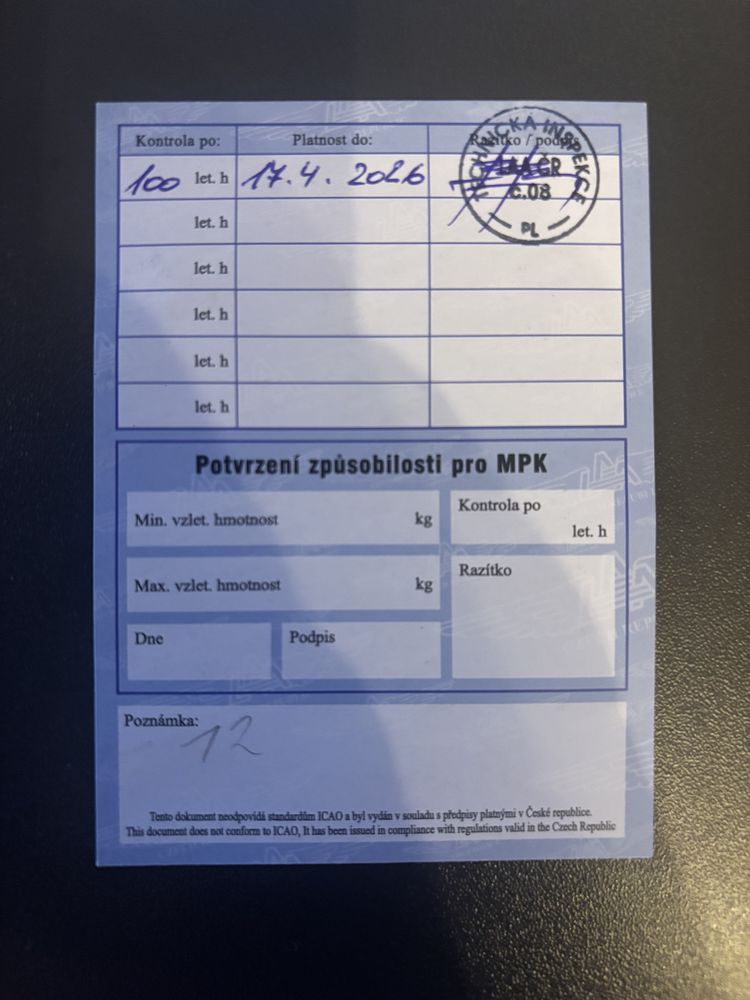 Kontrola po: Platnost do: Razítko / podpis
100 let. h 17.4. 2026
TECHNICKÁ INSPEKCE
LAA ČR
č.08
PL
let. h
let. h
let. h
let. h
let. h
Potvrzení způsobilosti pro MPK
Min. vzlet. hmotnost kg
Kontrola po
let. h
Max. vzlet. hmotnost kg
Razítko
Dne
Podpis
Poznámka:
12
Tento dokument neodpovídá standardům ICAO a byl vydán v souladu s předpisy platnými v České republice.
This document does not conform to ICAO, It has been issued in compliance with regulations valid in the Czech Republic